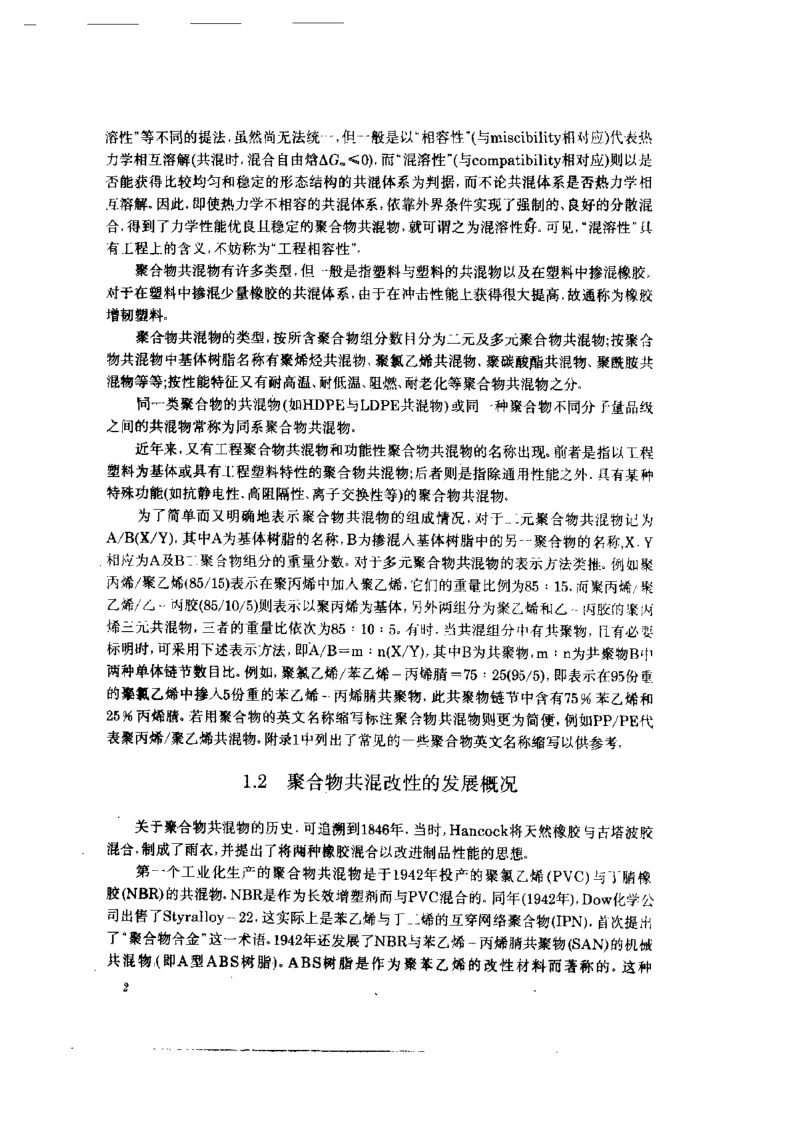 溶性”等不同的提法，虽然尚无法统一，但一般是以“相容性”(与miscibility相对应)代表热
力学相互溶解(共混时，混合自由焓ΔGm≤0)，而“混溶性”(与compatibility相对应)则以是
否能获得比较均匀和稳定的形态结构的共混体系为判据，而不论共混体系是否热力学相
互溶解。因此，即使热力学不相容的共混体系，依靠外界条件实现了强制的、良好的分散混
合，得到了力学性能优良且稳定的聚合物共混物，就可谓之为混溶性好。可见，“混溶性”具
有工程上的含义，不妨称为“工程相容性”。
聚合物共混物有许多类型，但一般是指塑料与塑料的共混物以及在塑料中掺混橡胶。
对于在塑料中掺混少量橡胶的共混体系，由于在冲击性能上获得很大提高，故通称为橡胶
增韧塑料。
聚合物共混物的类型，按所含聚合物组分数目分为二元及多元聚合物共混物；按聚合
物共混物中基体树脂名称有聚烯烃共混物、聚氯乙烯共混物、聚碳酸酯共混物、聚酰胺共
混物等等；按性能特征又有耐高温、耐低温、阻燃、耐老化等聚合物共混物之分。
同一类聚合物的共混物(如HDPE与LDPE共混物)或同一种聚合物不同分子量品级
之间的共混物常称为同系聚合物共混物。
近年来，又有工程聚合物共混物和功能性聚合物共混物的名称出现。前者是指以工程
塑料为基体或具有工程塑料特性的聚合物共混物；后者则是指除通用性能之外，具有某种
特殊功能(如抗静电性、高阻隔性、离子交换性等)的聚合物共混物。
为了简单而又明确地表示聚合物共混物的组成情况，对于二元聚合物共混物记为
A/B(X/Y)，其中A为基体树脂的名称，B为掺混入基体树脂中的另一聚合物的名称，X、Y
相应为A及B二聚合物组分的重量分数。对于多元聚合物共混物的表示方法类推。例如聚
丙烯/聚乙烯(85/15)表示在聚丙烯中加入聚乙烯，它们的重量比例为85：15，而聚丙烯/聚
乙烯/乙-丙胶(85/10/5)则表示以聚丙烯为基体，另外两组分为聚乙烯和乙-丙胶的聚丙
烯三元共混物，三者的重量比依次为85：10：5。有时，当共混组分中有共聚物，且有必要
标明时，可采用下述表示方法，即A/B=m：n(X/Y)，其中B为共聚物，m：n为共聚物B中
两种单体链节数目比。例如，聚氯乙烯/苯乙烯-丙烯腈=75：25(95/5)，即表示在95份重
的聚氯乙烯中掺入5份重的苯乙烯-丙烯腈共聚物，此共聚物链节中含有75%苯乙烯和
25%丙烯腈。若用聚合物的英文名称缩写标注聚合物共混物则更为简便，例如PP/PE代
表聚丙烯/聚乙烯共混物。附录1中列出了常见的一些聚合物英文名称缩写以供参考。
1.2 聚合物共混改性的发展概况
关于聚合物共混物的历史，可追溯到1846年，当时，Hancock将天然橡胶与古塔波胶
混合，制成了雨衣，并提出了将两种橡胶混合以改进制品性能的思想。
第一个工业化生产的聚合物共混物是于1942年投产的聚氯乙烯(PVC)与丁腈橡
胶(NBR)的共混物。NBR是作为长效增塑剂而与PVC混合的。同年(1942年)，Dow化学公
司出售了Styralloy-22，这实际上是苯乙烯与丁二烯的互穿网络聚合物(IPN)，首次提出
了“聚合物合金”这一术语。1942年还发展了NBR与苯乙烯-丙烯腈共聚物(SAN)的机械
共混物(即A型ABS树脂)。ABS树脂是作为聚苯乙烯的改性材料而著称的。这种
2